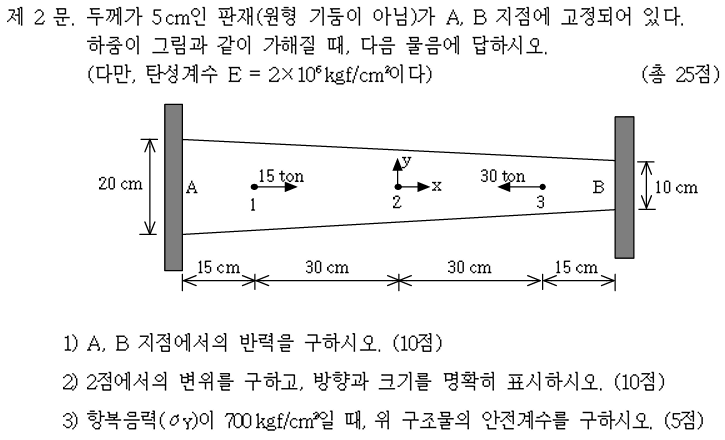 제 2 문. 두께가 5cm인 판재(원형 기둥이 아님)가 A, B 지점에 고정되어 있다.
하중이 그림과 같이 가해질 때, 다음 물음에 답하시오.
(다만, 탄성계수 E = 2×10⁶kgf/cm²이다) (총 25점)
y
15 ton 30 ton
20 cm A x B 10 cm
1 2 3
15 cm 30 cm 30 cm 15 cm
1) A, B 지점에서의 반력을 구하시오. (10점)
2) 2점에서의 변위를 구하고, 방향과 크기를 명확히 표시하시오. (10점)
3) 항복응력(σY)이 700kgf/cm²일 때, 위 구조물의 안전계수를 구하시오. (5점)